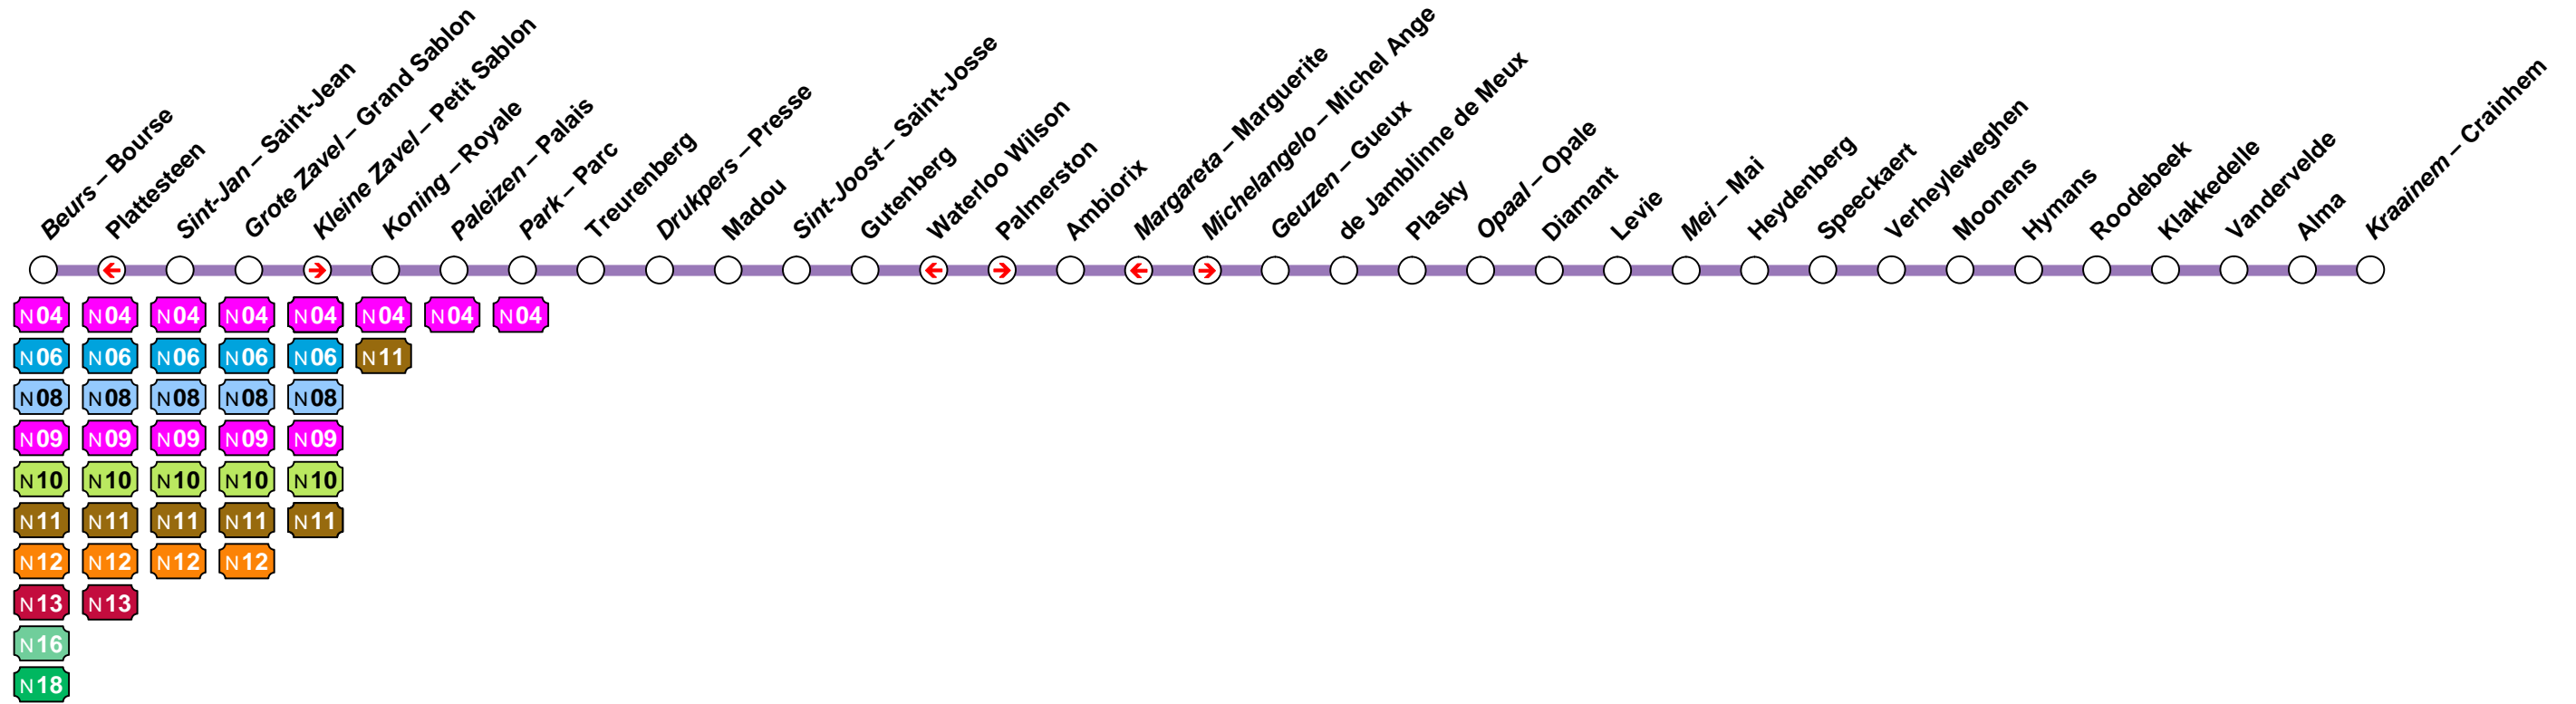 Beurs – Bourse
Plattesteen
Sint-Jan – Saint-Jean
Grote Zavel – Grand Sablon
Kleine Zavel – Petit Sablon
Koning – Royale
Paleizen – Palais
Park – Parc
Treurenberg
Drukpers – Presse
Madou
Sint-Joost – Saint-Josse
Gutenberg
Waterloo Wilson
Palmerston
Ambiorix
Margareta – Marguerite
Michelangelo – Michel Ange
Geuzen – Gueux
de Jamblinne de Meux
Plasky
Opaal – Opale
Diamant
Levie
Mei – Mai
Heydenberg
Speeckaert
Verheyleweghen
Moonens
Hymans
Roodebeek
Klakkedelle
Vandervelde
Alma
Kraainem – Crainhem
N04 N04 N04 N04 N04 N04 N04 N04
N06 N06 N06 N06 N06 N11
N08 N08 N08 N08 N08
N09 N09 N09 N09 N09
N10 N10 N10 N10 N10
N11 N11 N11 N11 N11
N12 N12 N12 N12
N13 N13
N16
N18